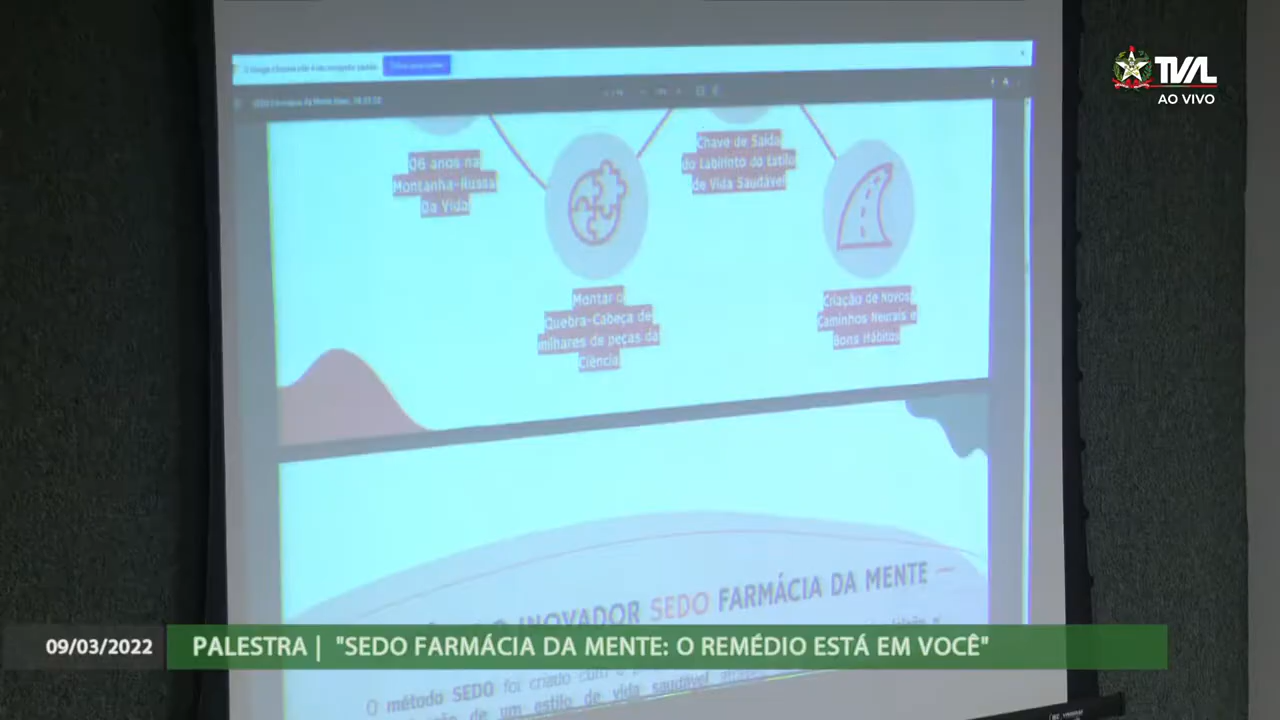 TVAL
AO VIVO
06 anos na
Montanha-Russa
Da Vida
Chave de Saída
do Labirinto do Estilo
de Vida Saudável
Montar o
Quebra-Cabeça de
milhares de peças da
Ciência
Criação de Novos
Caminhos Neurais e
Bons Hábitos
INOVADOR SEDO FARMÁCIA DA MENTE
09/03/2022
PALESTRA | "SEDO FARMÁCIA DA MENTE: O REMÉDIO ESTÁ EM VOCÊ"
O método SEDO foi criado com o
de um estilo de vida saudável